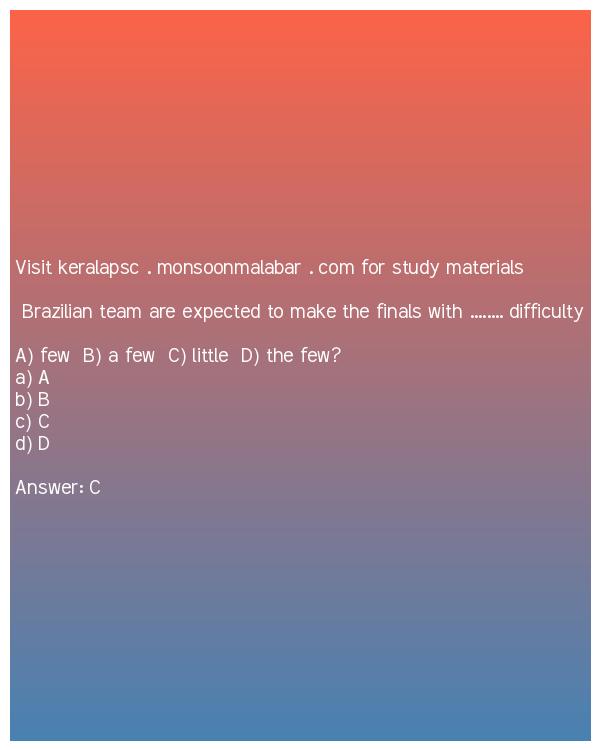 Visit keralapsc . monsoonmalabar . com for study materials
Brazilian team are expected to make the finals with ........ difficulty
A) few B) a few C) little D) the few?
a) A
b) B
c) C
d) D
Answer: C